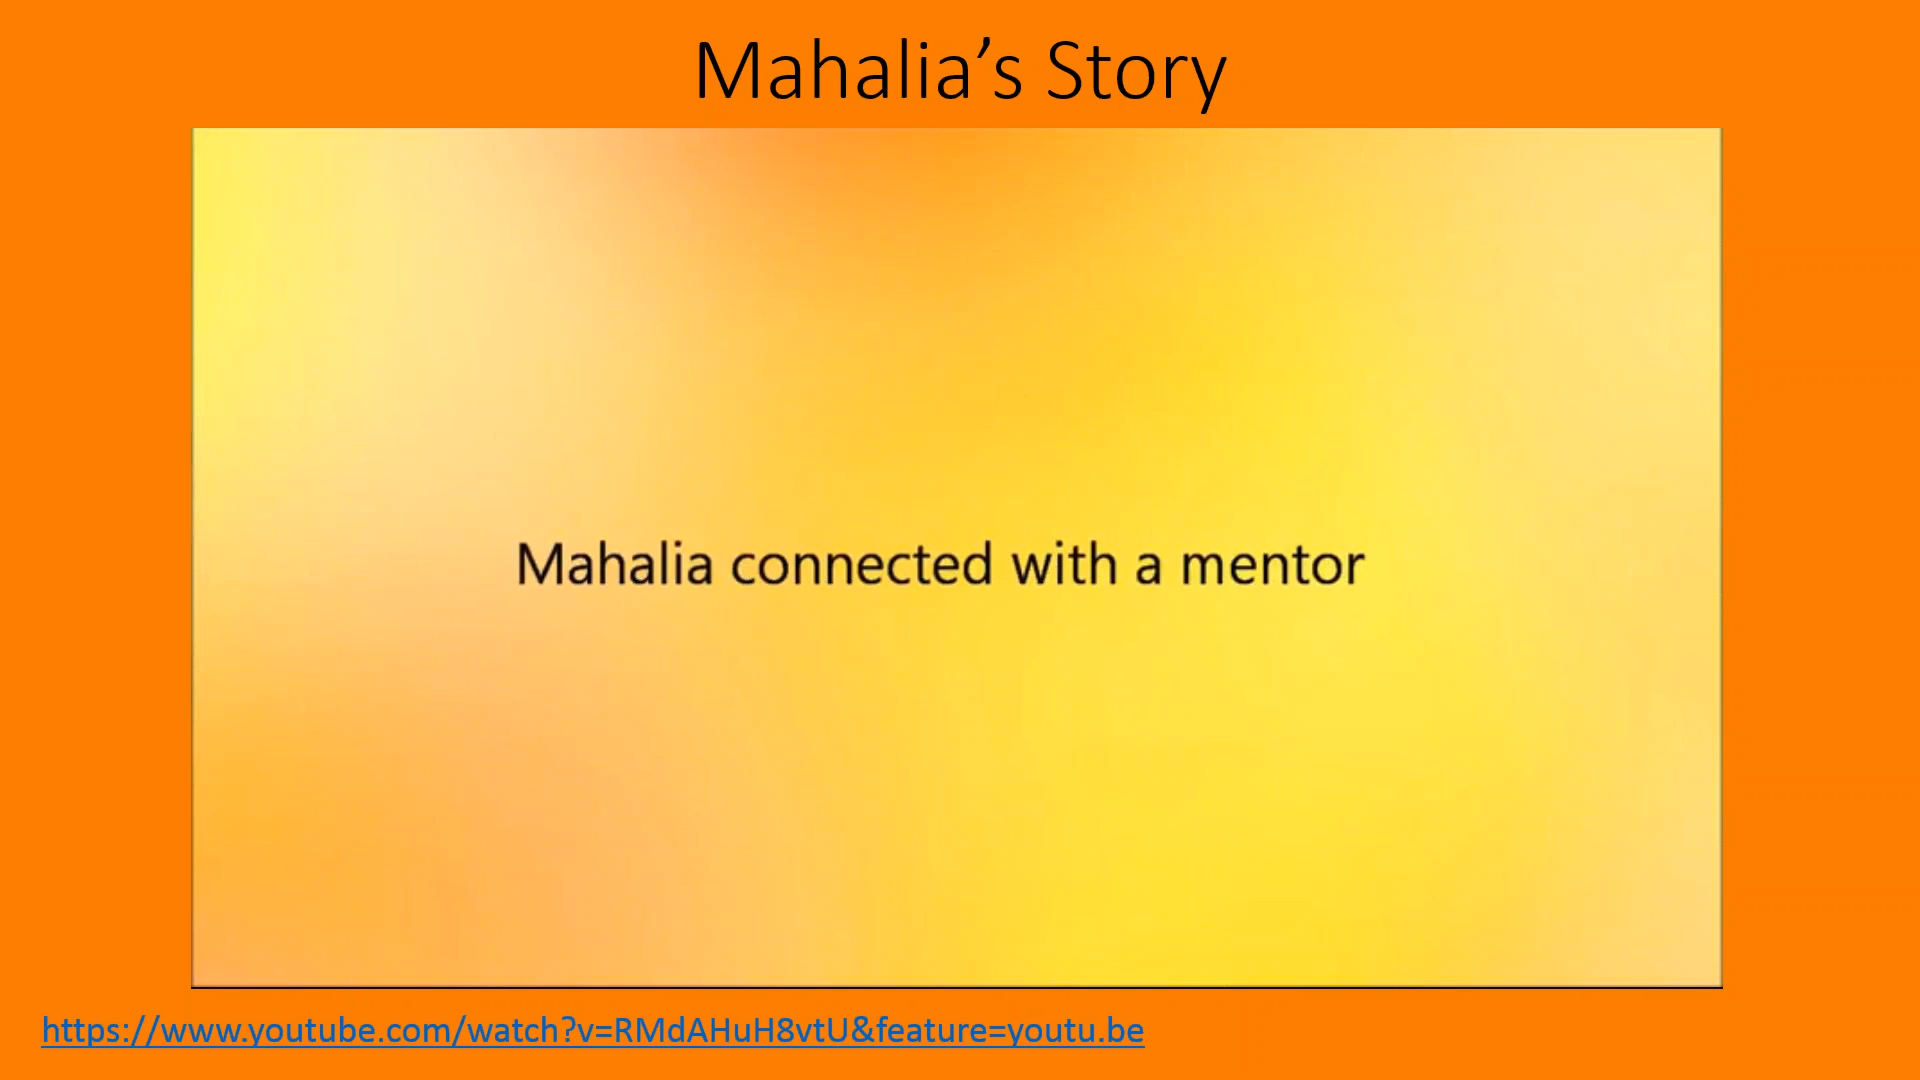 Mahalia’s Story
Mahalia connected with a mentor
https://www.youtube.com/watch?v=RMdAHuH8vtU&feature=youtu.be